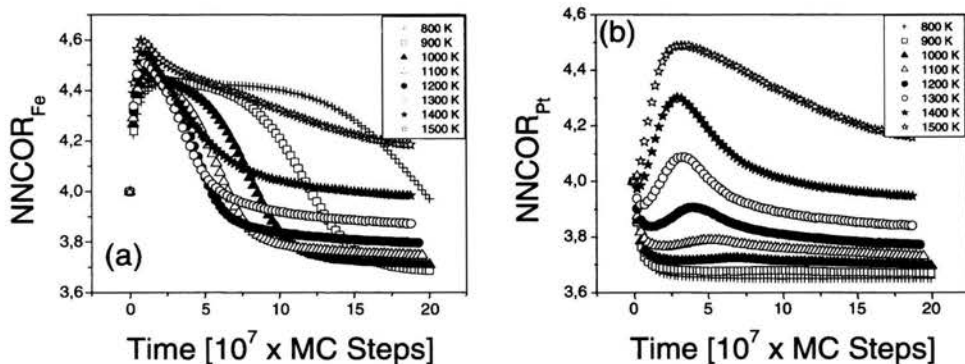 4,6
4,4
4,2
4,0
3,8
3,6
NNCOR_Fe
(a)
800 K
900 K
1000 K
1100 K
1200 K
1300 K
1400 K
1500 K
0
5
10
15
20
Time [10^7 x MC Steps]
4,6
4,4
4,2
4,0
3,8
3,6
NNCOR_Pt
(b)
800 K
900 K
1000 K
1100 K
1200 K
1300 K
1400 K
1500 K
0
5
10
15
20
Time [10^7 x MC Steps]